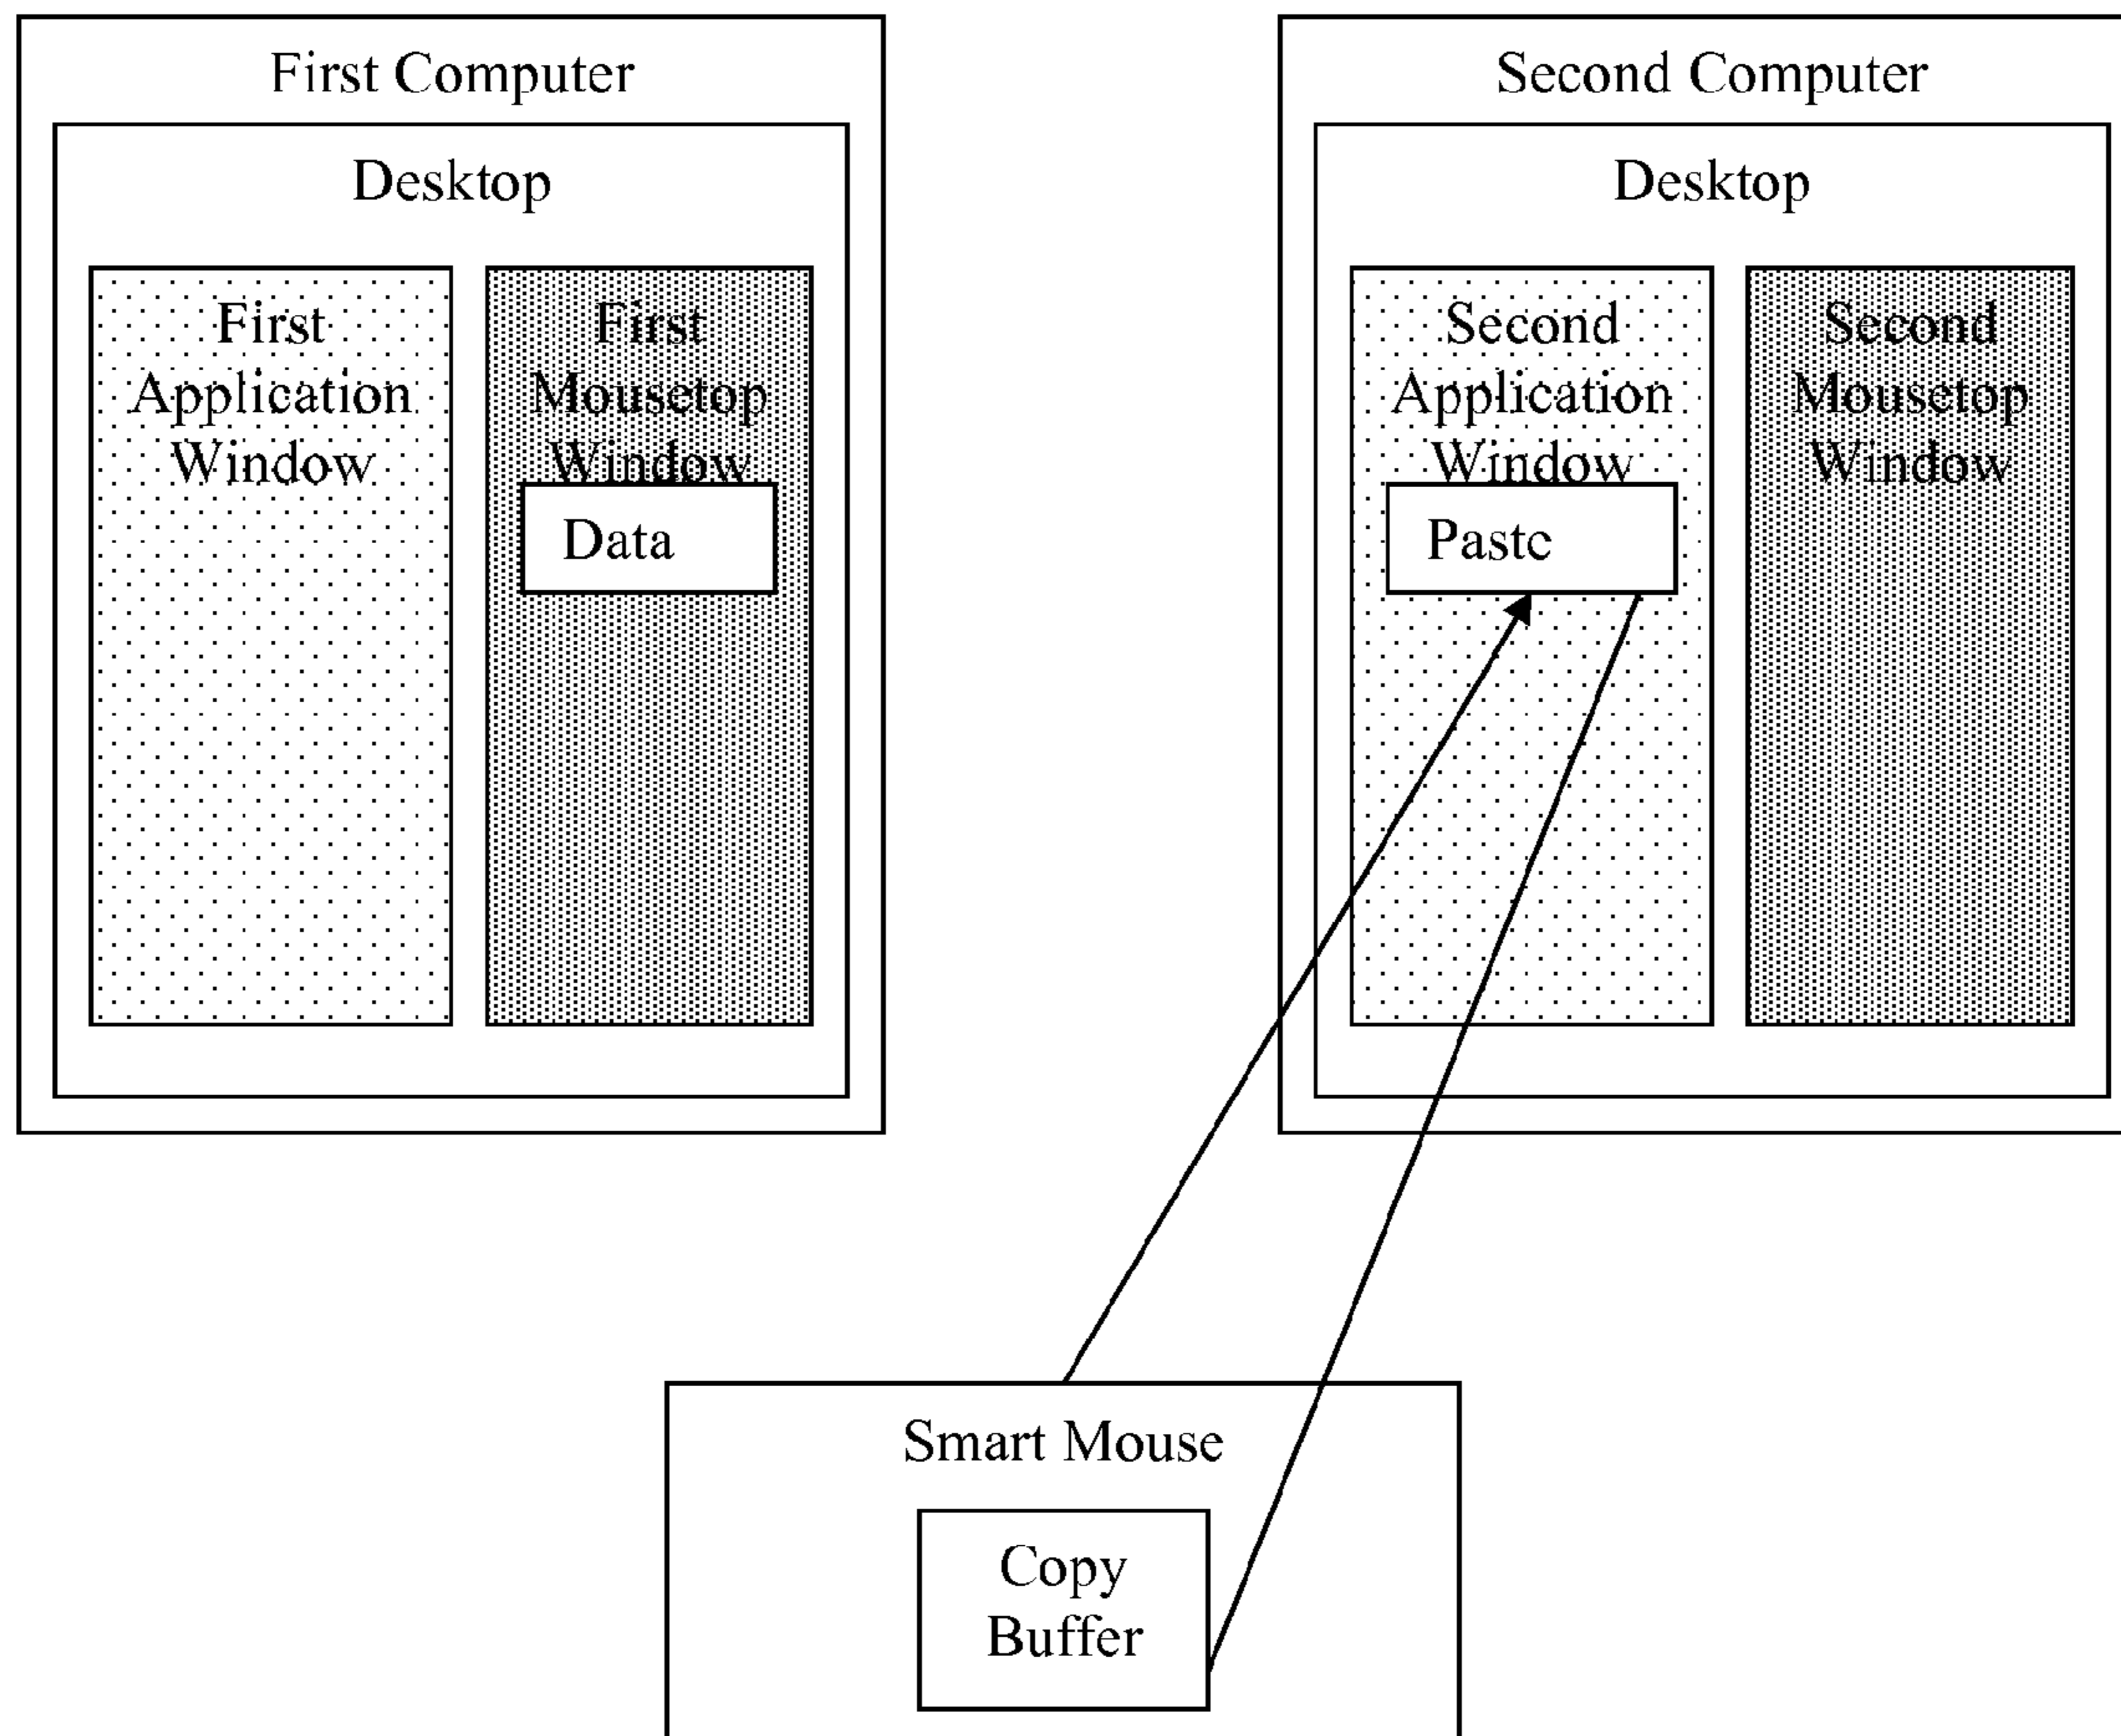 First Computer
Desktop
First
Application
Window
First
Mousetop
Window
Data
Second Computer
Desktop
Second
Application
Window
Paste
Second
Mousetop
Window
Smart Mouse
Copy
Buffer